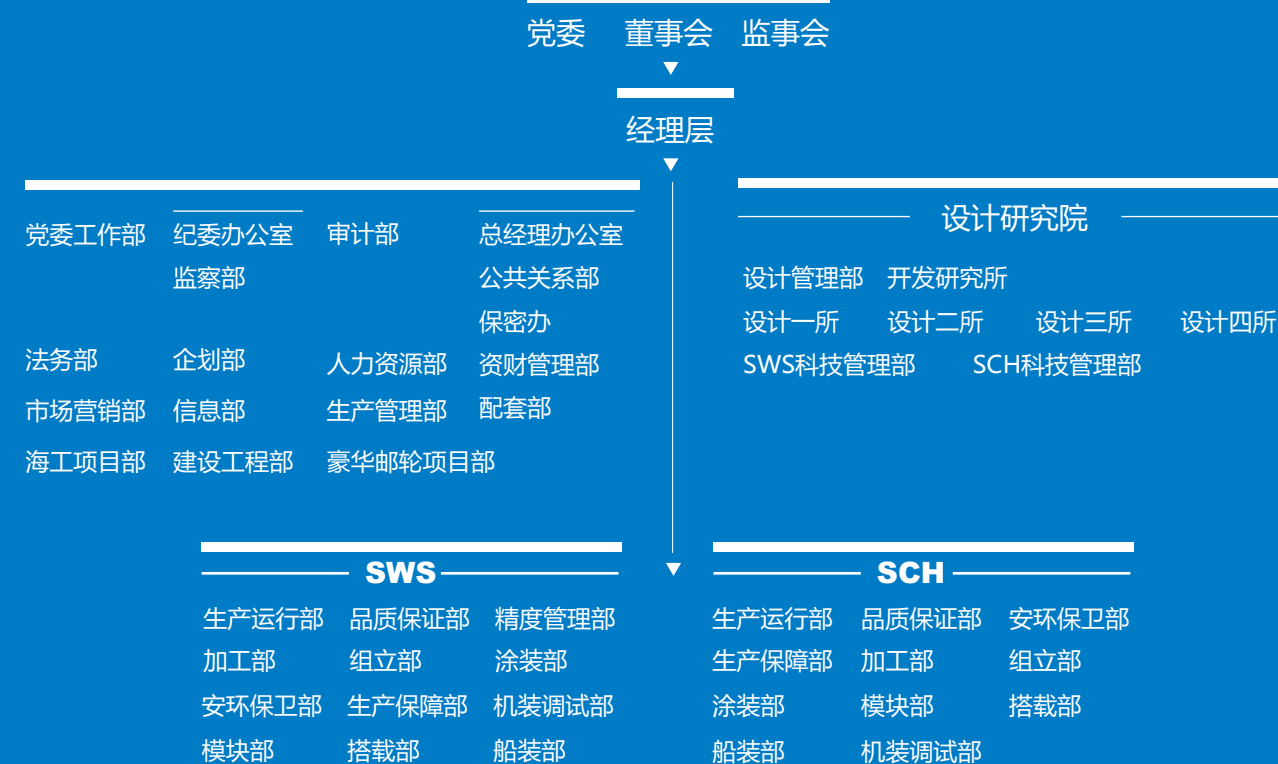 党委 董事会 监事会
经理层
党委工作部 纪委办公室 审计部 总经理办公室
监察部 公共关系部
保密办
法务部 企划部 人力资源部 资财管理部
市场营销部 信息部 生产管理部 配套部
海工项目部 建设工程部 豪华邮轮项目部
设计研究院
设计管理部 开发研究所
设计一所 设计二所 设计三所 设计四所
SWS科技管理部 SCH科技管理部
SWS
生产运行部 品质保证部 精度管理部
加工部 组立部 涂装部
安环保卫部 生产保障部 机装调试部
模块部 搭载部 船装部
SCH
生产运行部 品质保证部 安环保卫部
生产保障部 加工部 组立部
涂装部 模块部 搭载部
船装部 机装调试部